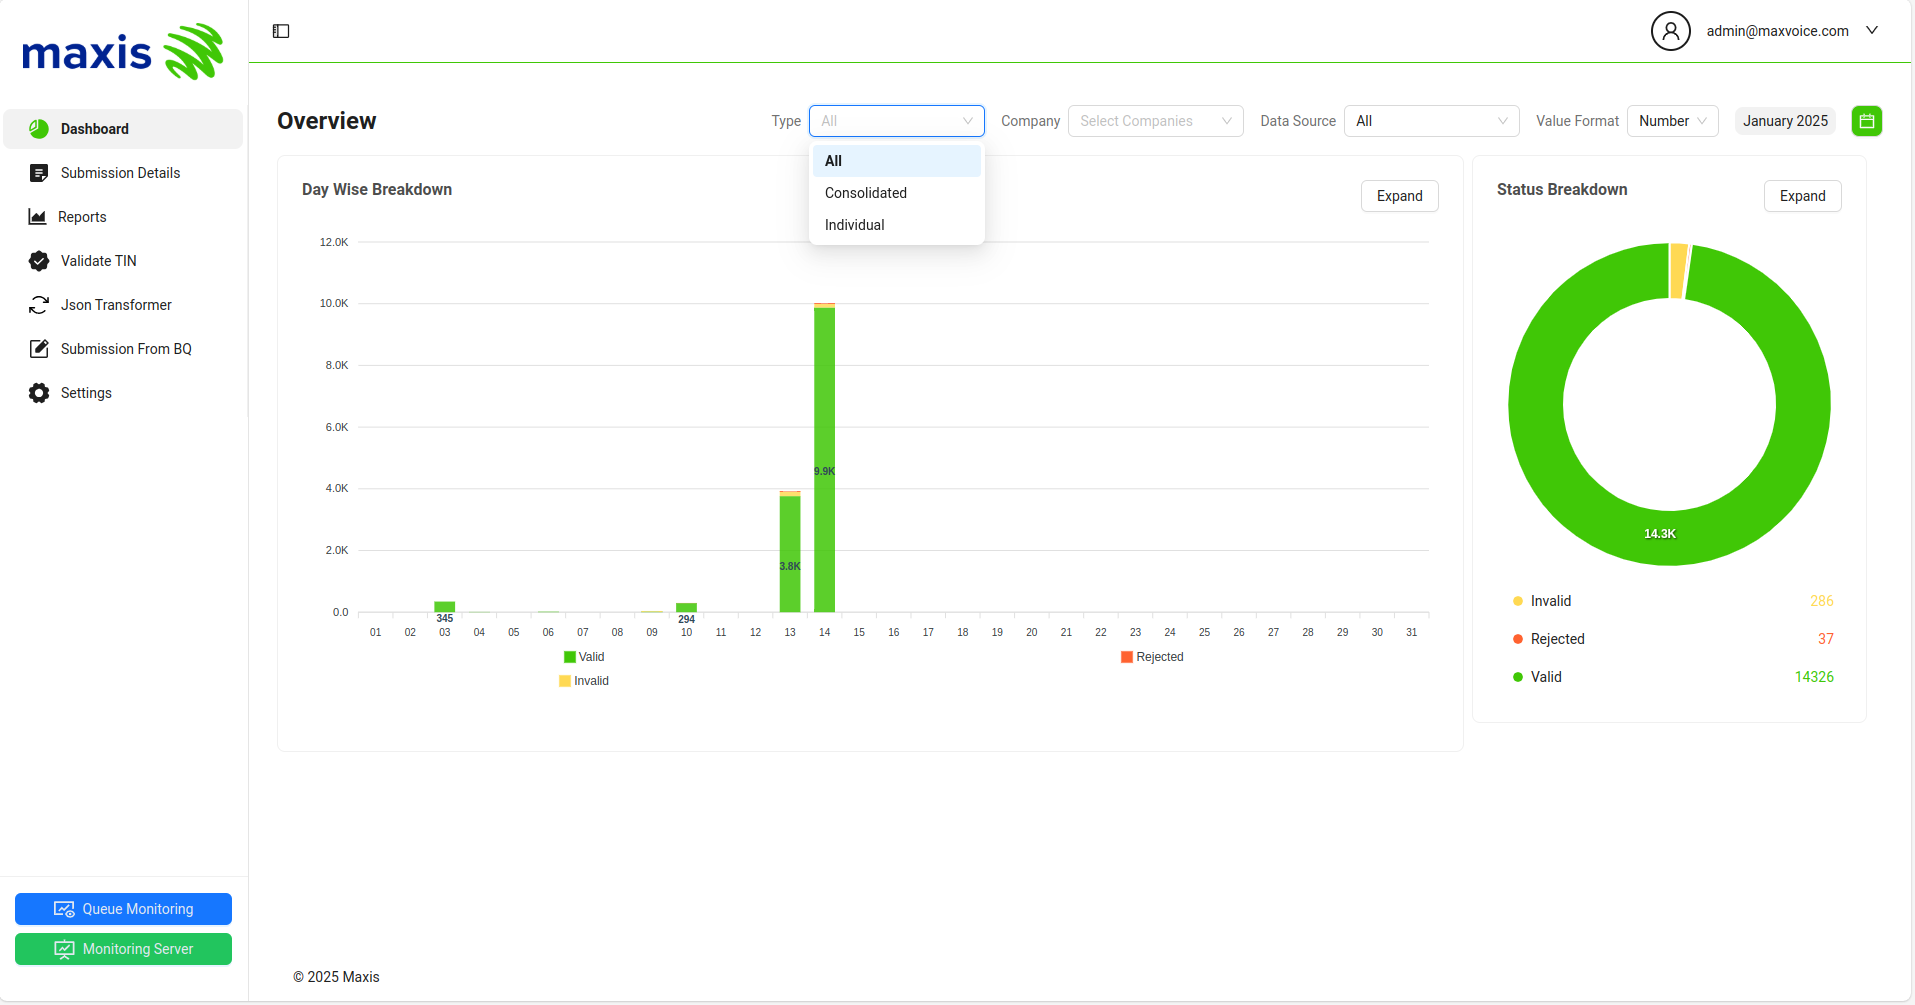 maxis
admin@maxvoice.com
Dashboard
Submission Details
Reports
Validate TIN
Json Transformer
Submission From BQ
Settings
Queue Monitoring
Monitoring Server
Overview
Type All Company Select Companies Data Source All Value Format Number January 2025
All
Consolidated
Individual
Day Wise Breakdown
Expand
12.0K
10.0K
8.0K
6.0K
4.0K
2.0K
0.0
9.9K
3.8K
345
294
01 02 03 04 05 06 07 08 09 10 11 12 13 14 15 16 17 18 19 20 21 22 23 24 25 26 27 28 29 30 31
Valid
Rejected
Invalid
Status Breakdown
Expand
14.3K
Invalid 286
Rejected 37
Valid 14326
© 2025 Maxis